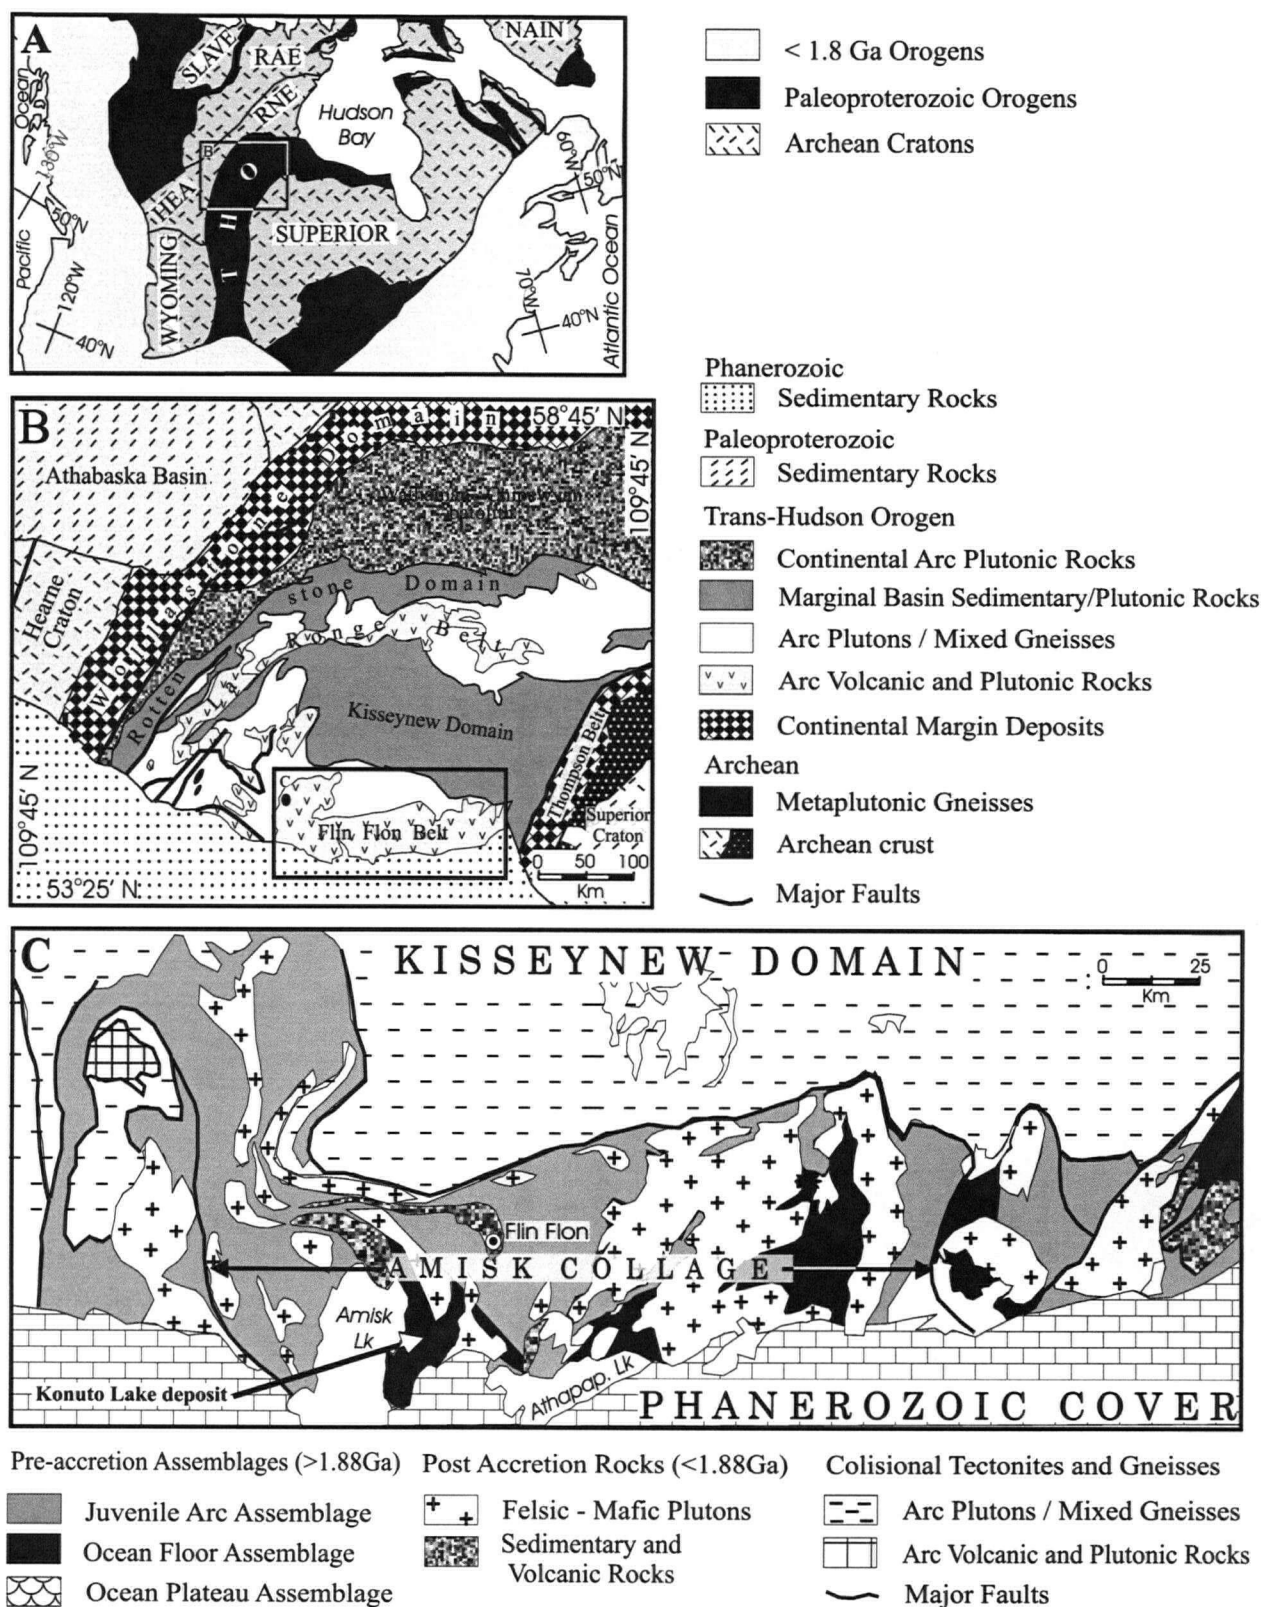 A
SLAVE
RAE
NAIN
RNE
Hudson
Bay
Ocean
130°W
50°N
B
HEA
O
H
T
SUPERIOR
WYOMING
Pacific
120°W
40°N
60°W
50°N
70°W
40°N
Atlantic Ocean
< 1.8 Ga Orogens
Paleoproterozoic Orogens
Archean Cratons
B
58°45' N
109°45' N
Athabaska Basin
Wollastone Domain
Hearne
Craton
Rottenstone Domain
La Ronge Belt
Kisseynew Domain
Thompson Belt
Superior
Craton
C
Flin Flon Belt
109°45' N
53°25' N
0 50 100
Km
Phanerozoic
Sedimentary Rocks
Paleoproterozoic
Sedimentary Rocks
Trans-Hudson Orogen
Continental Arc Plutonic Rocks
Marginal Basin Sedimentary/Plutonic Rocks
Arc Plutons / Mixed Gneisses
Arc Volcanic and Plutonic Rocks
Continental Margin Deposits
Archean
Metaplutonic Gneisses
Archean crust
Major Faults
C
KISSEYNEW DOMAIN
0 25
Km
Flin Flon
AMISK COLLAGE
Amisk
Lk
Konuto Lake deposit
Athapap. Lk
PHANEROZOIC COVER
Pre-accretion Assemblages (>1.88Ga)
Juvenile Arc Assemblage
Ocean Floor Assemblage
Ocean Plateau Assemblage
Post Accretion Rocks (<1.88Ga)
Felsic - Mafic Plutons
Sedimentary and
Volcanic Rocks
Colisional Tectonites and Gneisses
Arc Plutons / Mixed Gneisses
Arc Volcanic and Plutonic Rocks
Major Faults